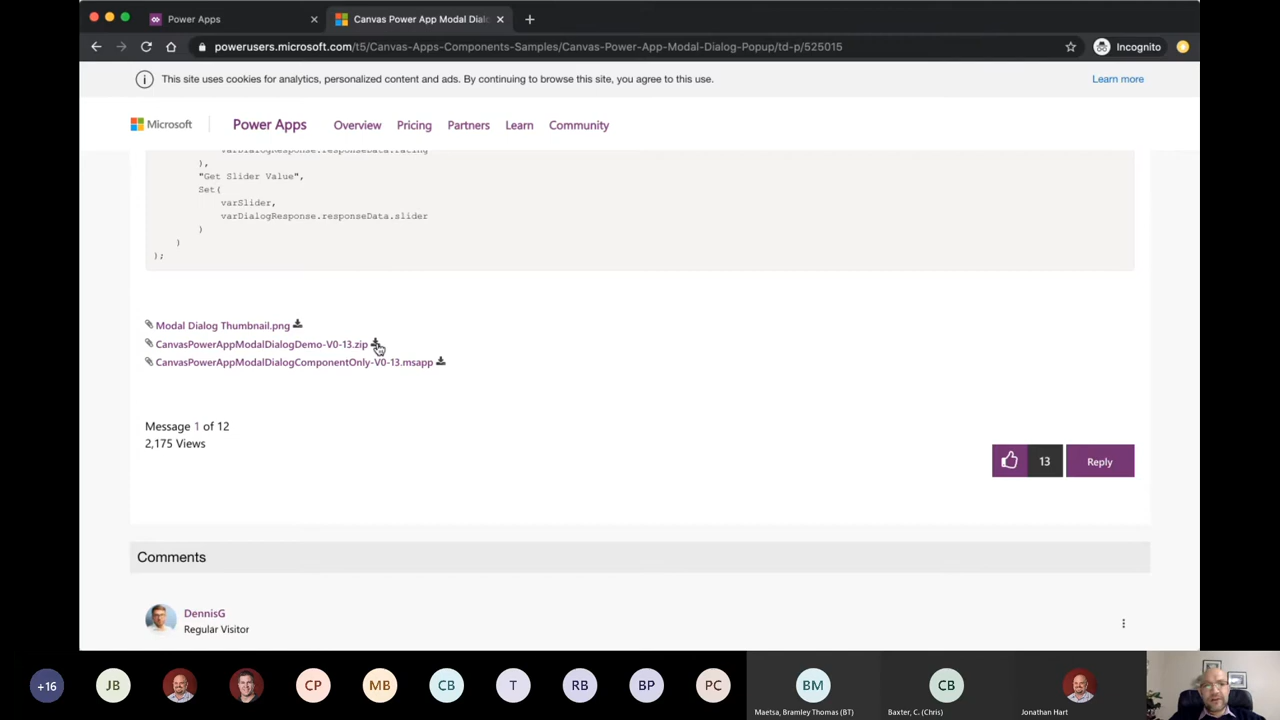 Power Apps
Canvas Power App Modal Dialo
powerusers.microsoft.com/t5/Canvas-Apps-Components-Samples/Canvas-Power-App-Modal-Dialog-Popup/td-p/525015
Incognito
This site uses cookies for analytics, personalized content and ads. By continuing to browse this site, you agree to this use.
Learn more
Microsoft
Power Apps
Overview
Pricing
Partners
Learn
Community
varDialogResponse.responseData.racing
),
"Get Slider Value",
Set(
varSlider,
varDialogResponse.responseData.slider
)
)
);
Modal Dialog Thumbnail.png
CanvasPowerAppModalDialogDemo-V0-13.zip
CanvasPowerAppModalDialogComponentOnly-V0-13.msapp
Message 1 of 12
2,175 Views
13
Reply
Comments
DennisG
Regular Visitor
+16
JB
CP
MB
CB
T
RB
BP
PC
BM
Maetsa, Bramley Thomas (BT)
CB
Baxter, C. (Chris)
Jonathan Hart